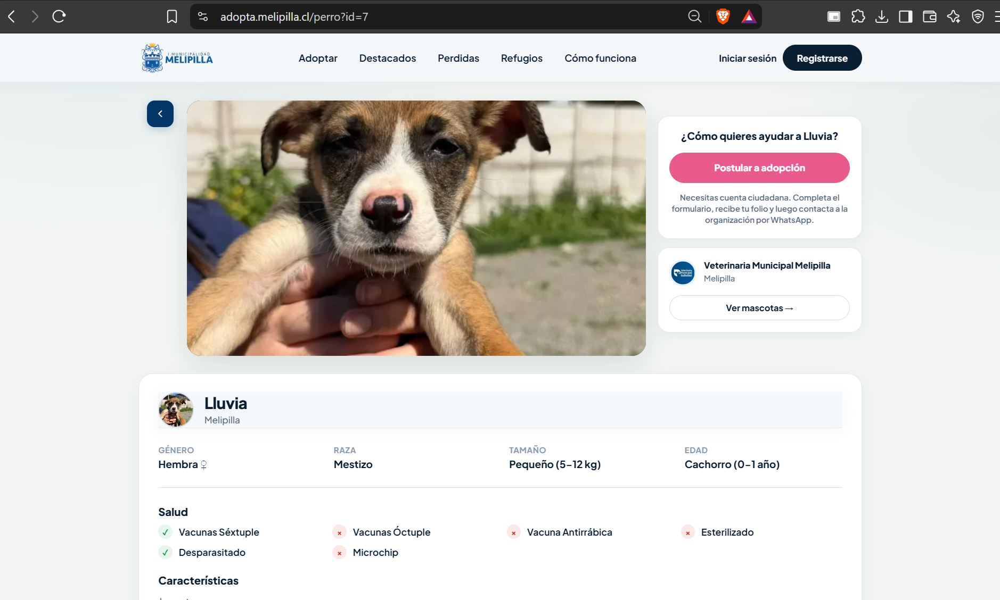 adopta.melipilla.cl/perro?id=7
I. MUNICIPALIDAD
MELIPILLA
Adoptar
Destacados
Perdidas
Refugios
Cómo funciona
Iniciar sesión
Registrarse
¿Cómo quieres ayudar a Lluvia?
Postular a adopción
Necesitas cuenta ciudadana. Completa el
formulario, recibe tu folio y luego contacta a la
organización por WhatsApp.
Veterinaria Municipal Melipilla
Melipilla
Ver mascotas →
Lluvia
Melipilla
GÉNERO
Hembra ♀
RAZA
Mestizo
TAMAÑO
Pequeño (5–12 kg)
EDAD
Cachorro (0–1 año)
Salud
✓ Vacunas Séxtuple
× Vacunas Óctuple
× Vacuna Antirrábica
× Esterilizado
✓ Desparasitado
× Microchip
Características